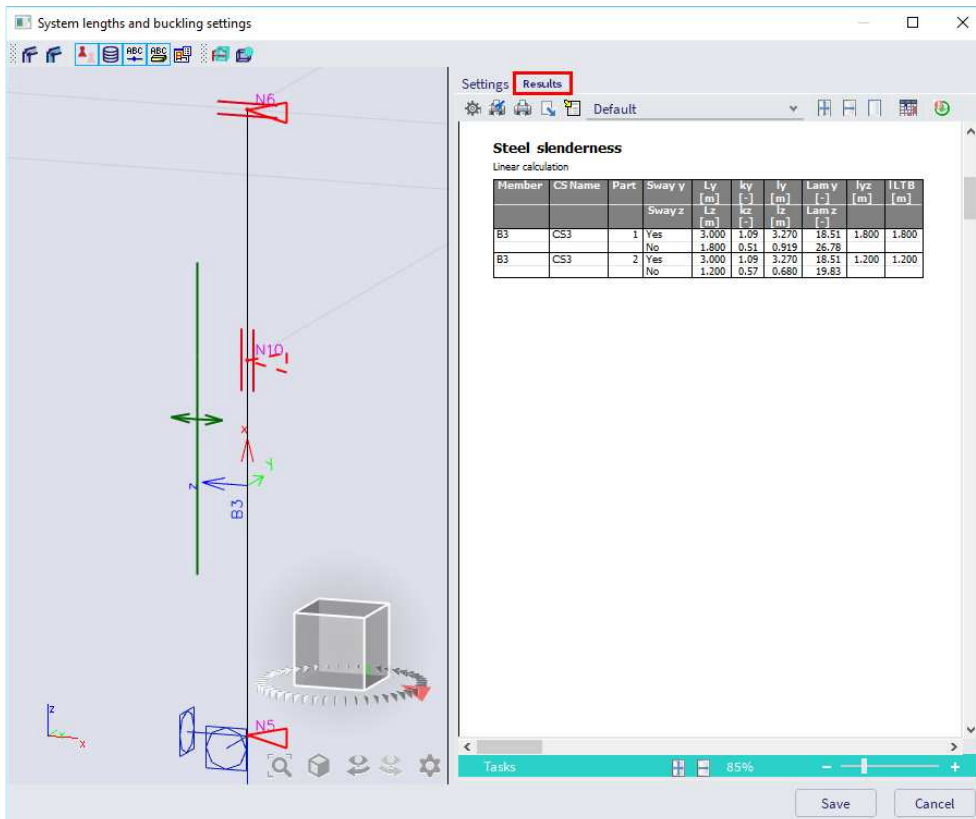 System lengths and buckling settings
ABC ABC
N6
N10
x
y
z
B3
N5
z
y
x
Settings Results
Default
Steel slenderness
Linear calculation
Member CS Name Part Sway y Ly ky ly Lam y lyz lLTB
[m] [-] [m] [-] [m] [m]
Sway z Lz kz lz Lam z
[m] [-] [m] [-]
B3 CS3 1 Yes 3.000 1.09 3.270 18.51 1.800 1.800
No 1.800 0.51 0.919 26.78
B3 CS3 2 Yes 3.000 1.09 3.270 18.51 1.200 1.200
No 1.200 0.57 0.680 19.83
Tasks 85%
Save Cancel